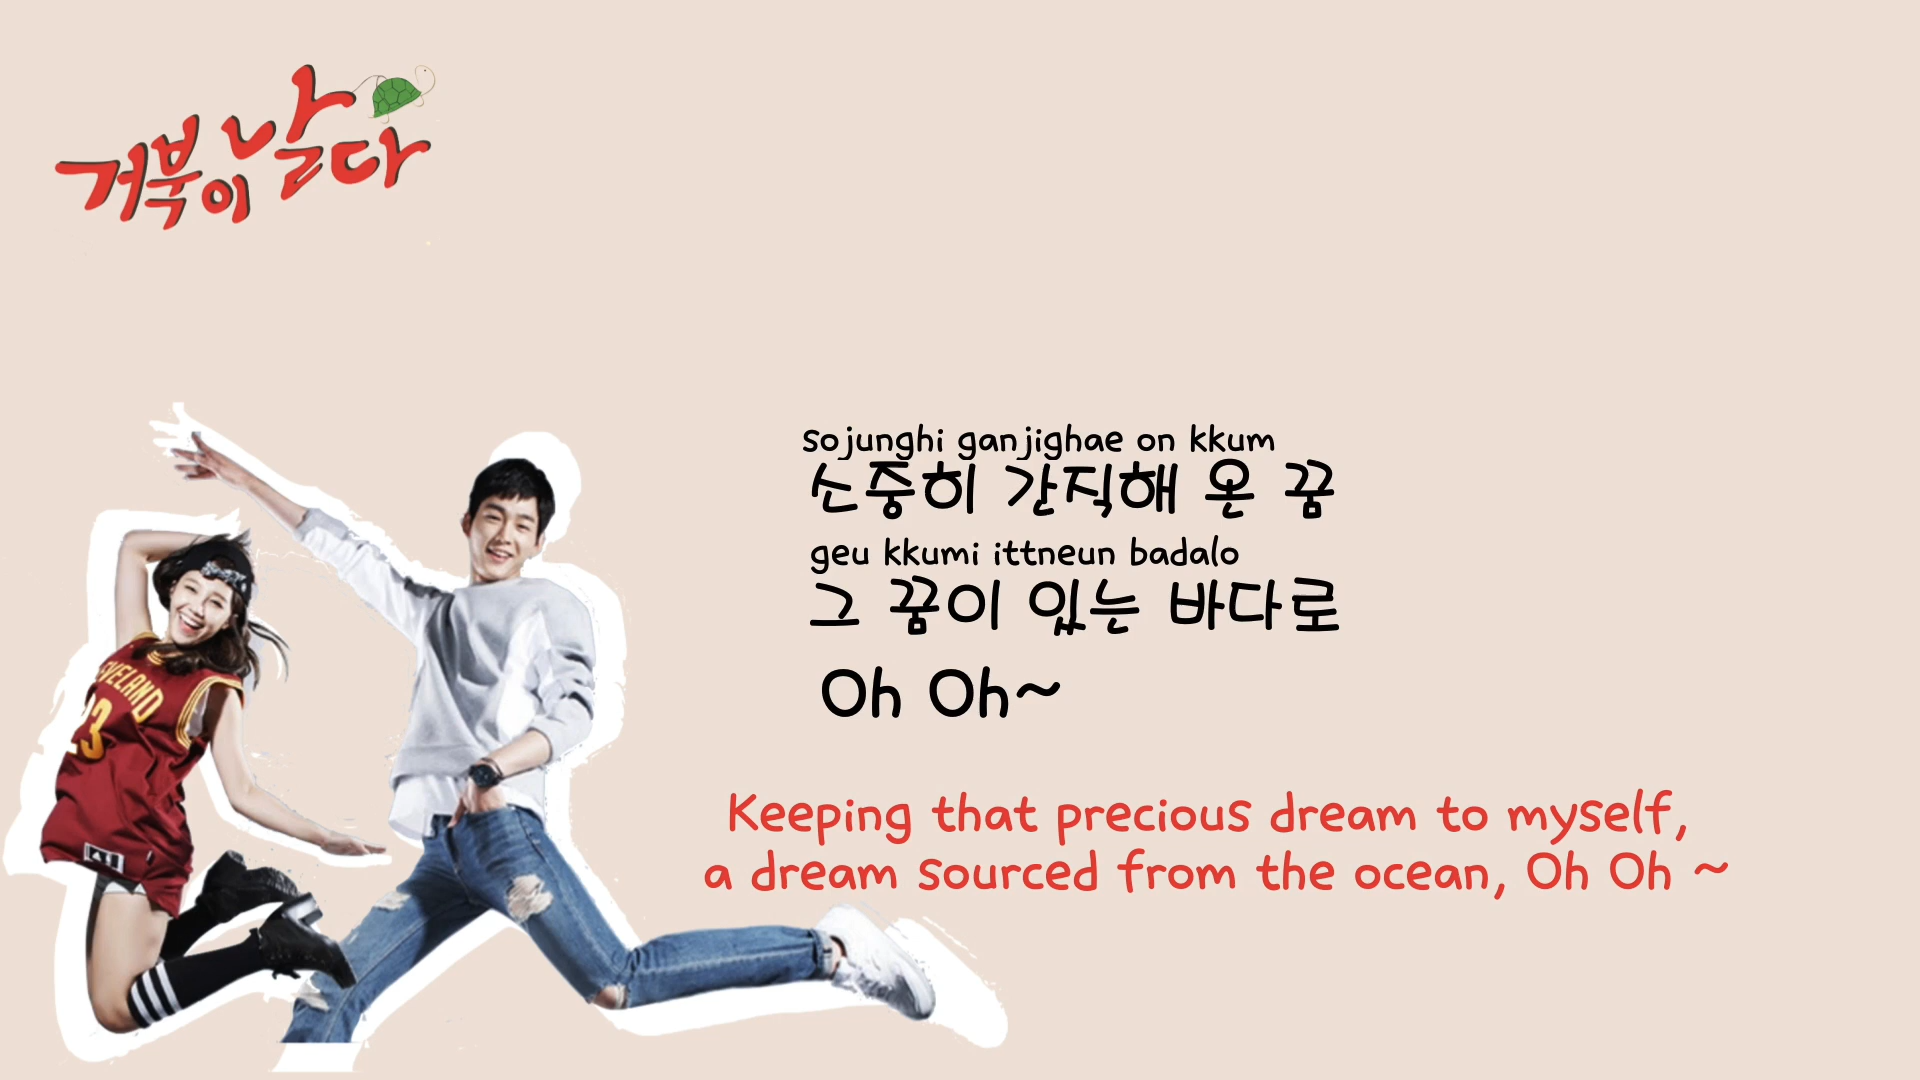 거북이 날다
sojunghi ganjighae on kkum
소중히 간직해 온 꿈
geu kkumi ittneun badalo
그 꿈이 있는 바다로
Oh Oh~
EVELAND
23
Keeping that precious dream to myself,
a dream sourced from the ocean, Oh Oh ~